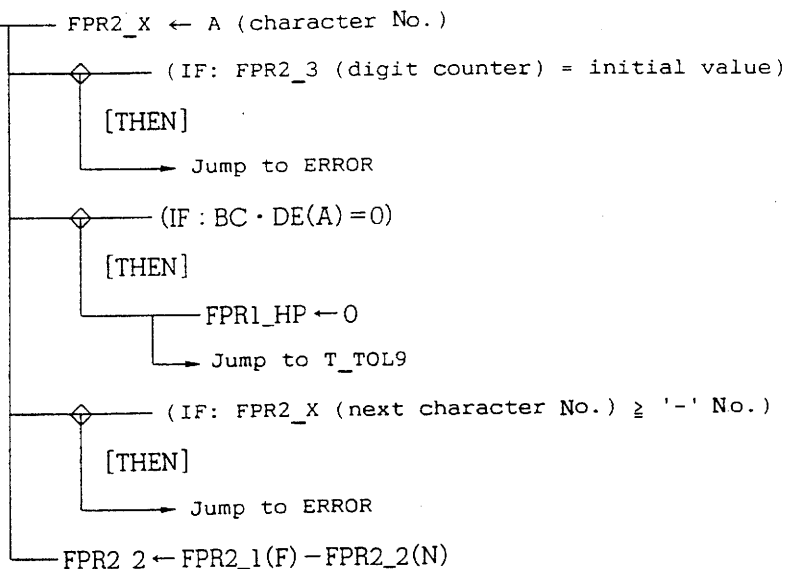 FPR2_X ← A (character No.)
(IF: FPR2_3 (digit counter) = initial value)
[THEN]
Jump to ERROR
(IF : BC・DE(A)=0)
[THEN]
FPR1_HP ← 0
Jump to T_TOL9
(IF: FPR2_X (next character No.) ≧ '-' No.)
[THEN]
Jump to ERROR
FPR2 2 ← FPR2_1(F) − FPR2_2(N)